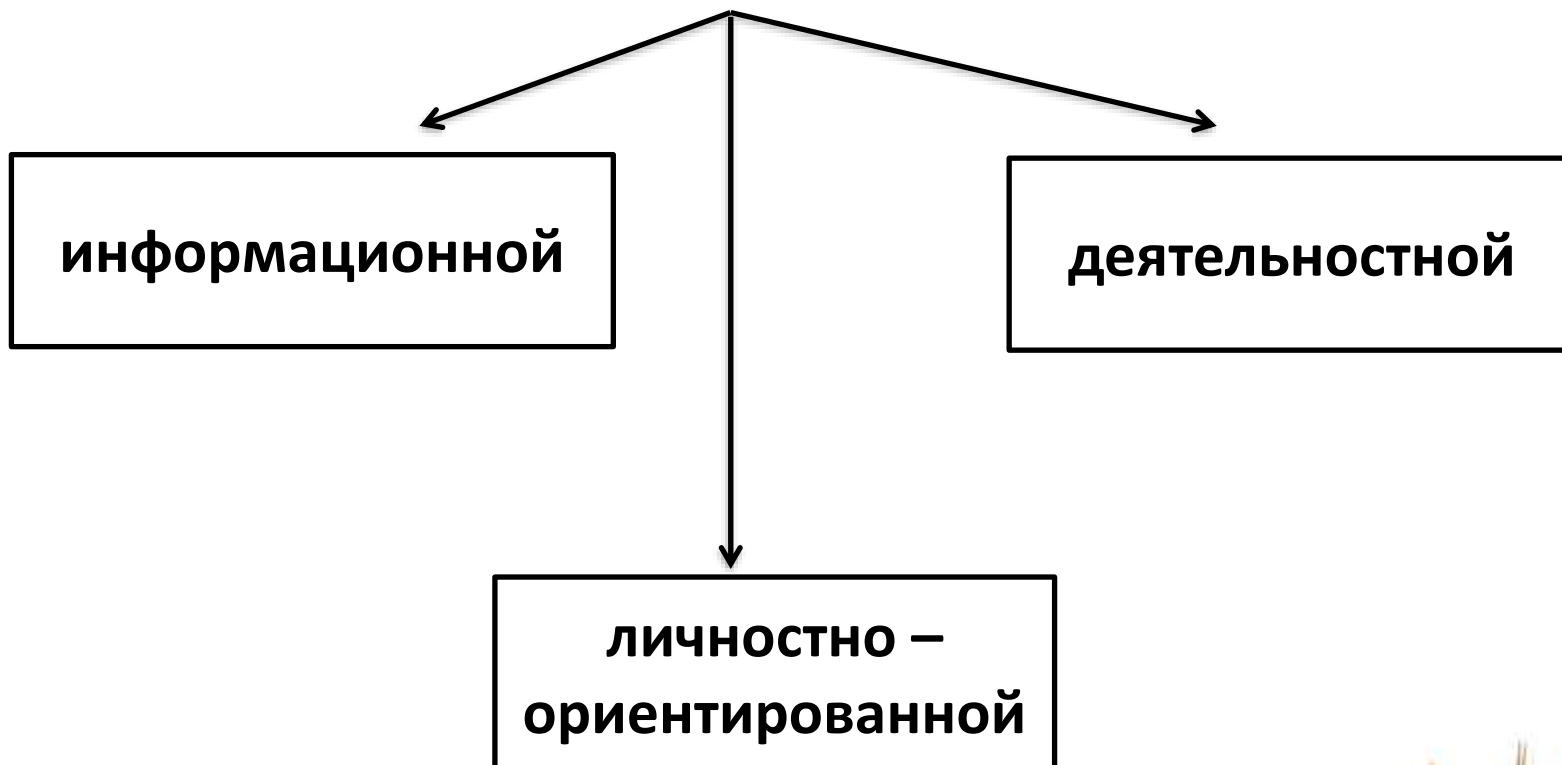 информационной
деятельностной
личностно –
ориентированной